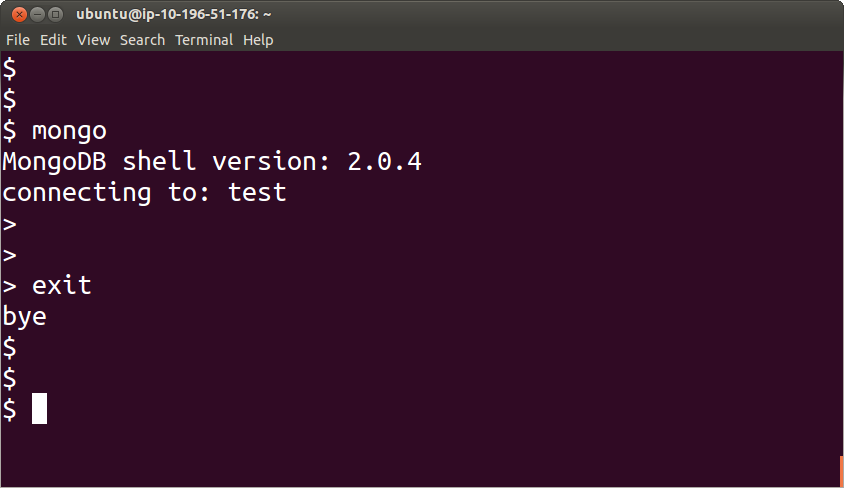 ubuntu@ip-10-196-51-176: ~
File Edit View Search Terminal Help
$
$
$ mongo
MongoDB shell version: 2.0.4
connecting to: test
>
>
> exit
bye
$
$
$